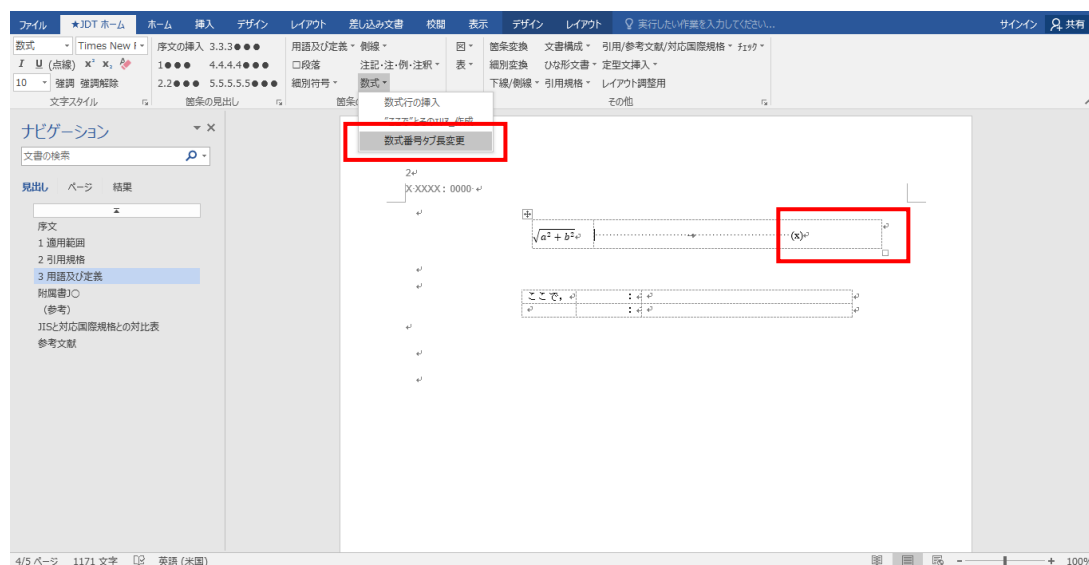 ファイル ★JDT ホーム ホーム 挿入 デザイン レイアウト 差し込み文書 校閲 表示 デザイン レイアウト 実行したい作業を入力してください... サインイン 共有
数式 Times New 序文の挿入 3.3.3●●● 用語及び定義 側線 図 箇条変換 文書構成 引用/参考文献/対応国際規格 ﾁｪｯｸ
I U (点線) x² x₂ 1●●● 4.4.4.4●●● □段落 注記・注・例・注釈 表 細別変換 ひな形文書 定型文挿入
10 強調 強調解除 2.2●●● 5.5.5.5.5●●● 細別符号 数式 下線/側線 引用規格 レイアウト調整用
文字スタイル 箇条の見出し その他
数式行の挿入
数式番号タブ長変更
ナビゲーション
文書の検索
見出し ページ 結果
序文
1 適用範囲
2 引用規格
3 用語及び定義
附属書J○
(参考)
JISと対応国際規格との対比表
参考文献
2
X XXXX：0000
√a² + b² (x)
ここで， ：
：
4/5 ページ 1171 文字 英語 (米国) 100%